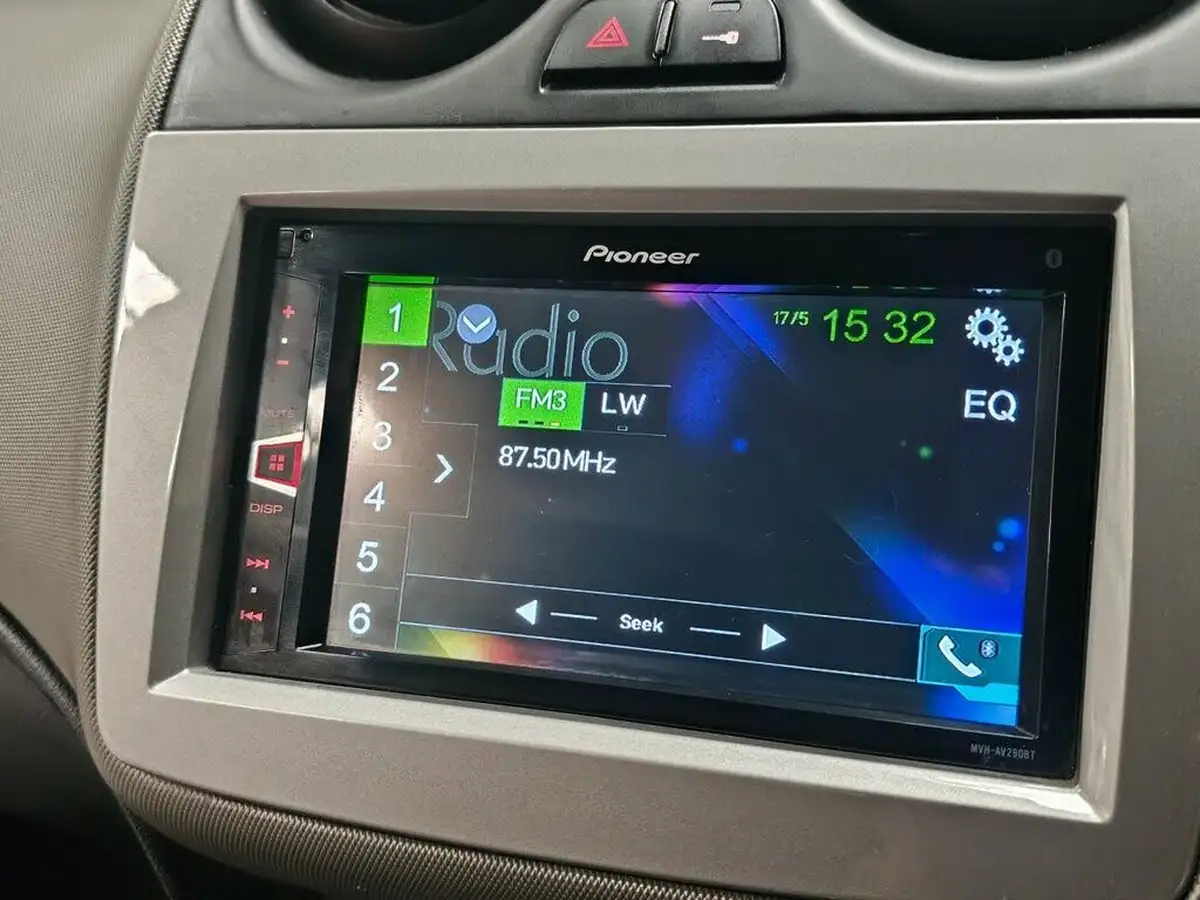 Pioneer
17/5 15 32
Radio
1
2
3
4
5
6
FM3 LW
87.50MHz
EQ
MUTE
DISP
Seek
MVH-AV290BT